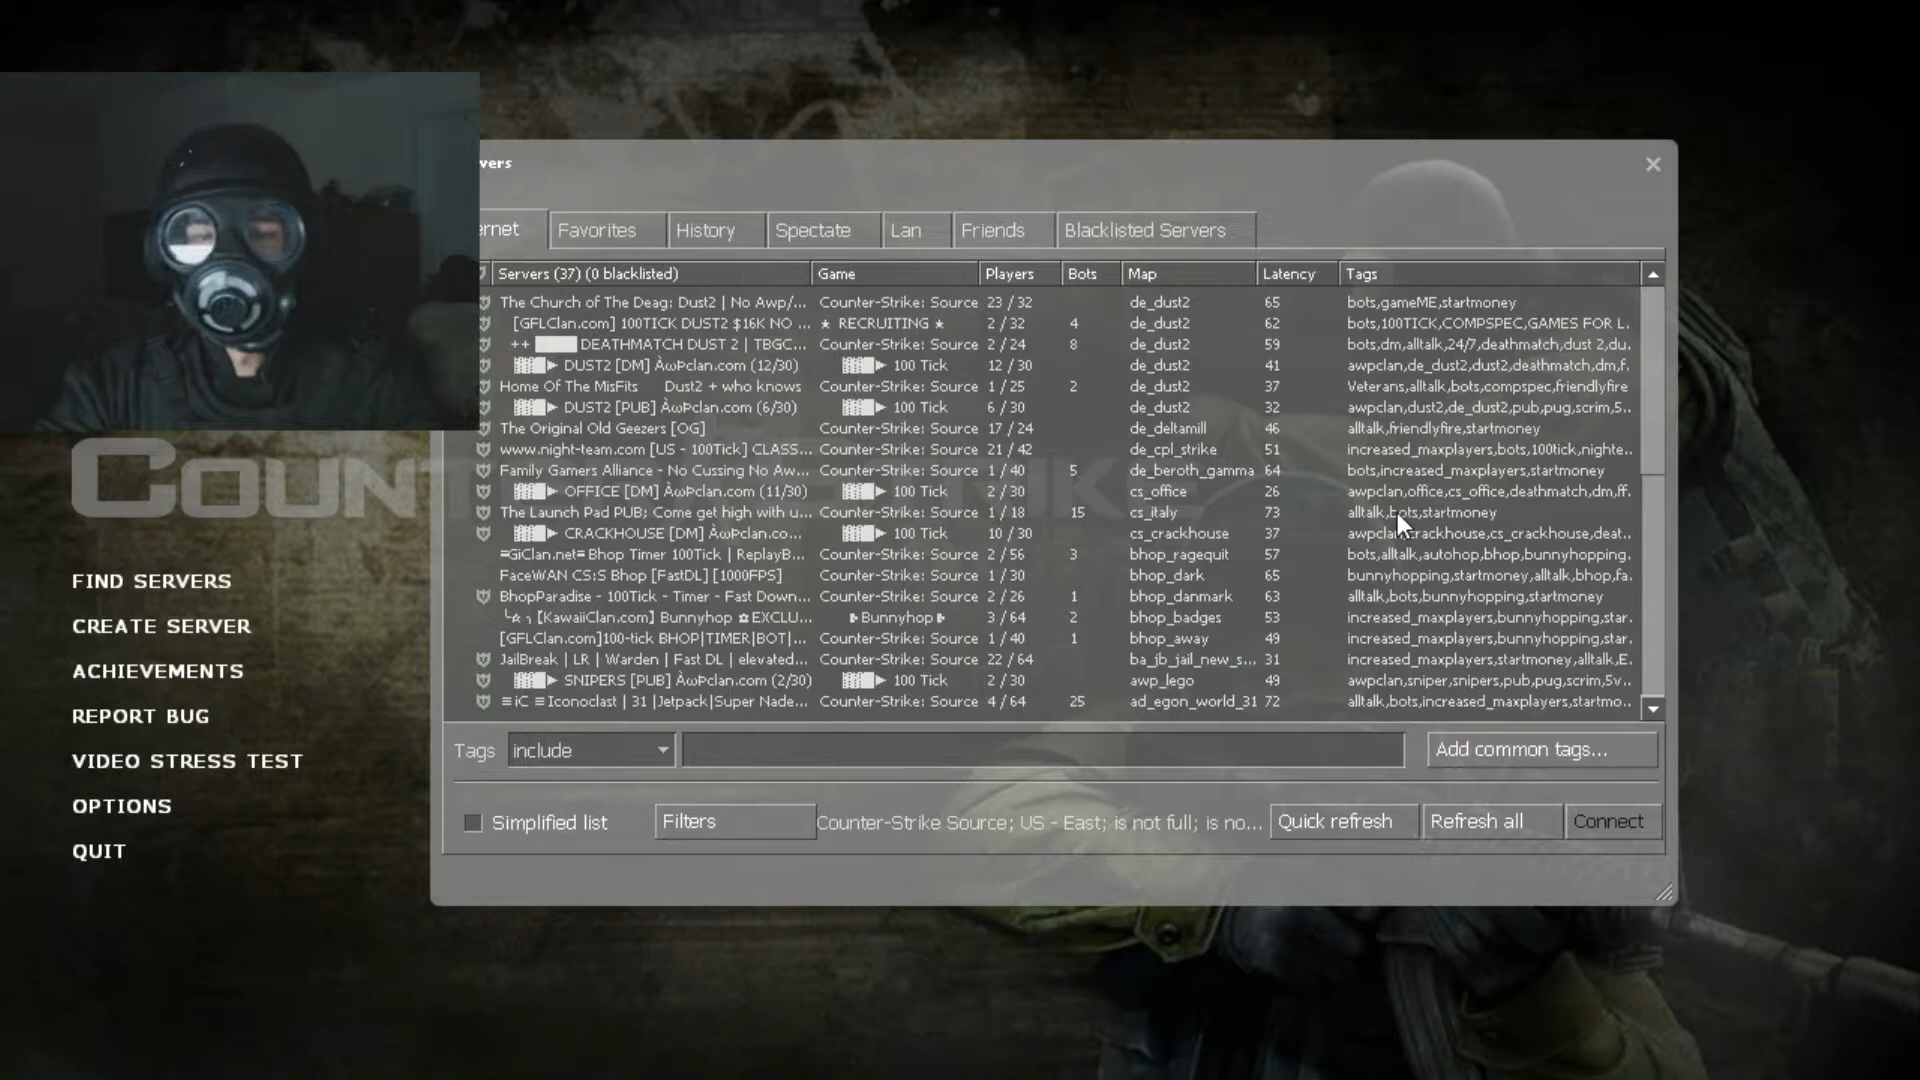 vers
ernet Favorites History Spectate Lan Friends Blacklisted Servers
Servers (37) (0 blacklisted) Game Players Bots Map Latency Tags
The Church of The Deag: Dust2 | No Awp/... Counter-Strike: Source 23 / 32 de_dust2 65 bots,gameME,startmoney
[GFLClan.com] 100TICK DUST2 $16K NO ... ★ RECRUITING ★ 2 / 32 4 de_dust2 62 bots,100TICK,COMPSPEC,GAMES FOR L.
++ DEATHMATCH DUST 2 | TBGC... Counter-Strike: Source 2 / 24 8 de_dust2 59 bots,dm,alltalk,24/7,deathmatch,dust 2,du.
► DUST2 [DM] ÀωÞclan.com (12/30) ► 100 Tick 12 / 30 de_dust2 41 awpclan,de_dust2,dust2,deathmatch,dm,f.
Home Of The MisFits Dust2 + who knows Counter-Strike: Source 1 / 25 2 de_dust2 37 Veterans,alltalk,bots,compspec,friendlyfire
► DUST2 [PUB] ÀωÞclan.com (6/30) ► 100 Tick 6 / 30 de_dust2 32 awpclan,dust2,de_dust2,pub,pug,scrim,5..
The Original Old Geezers [OG] Counter-Strike: Source 17 / 24 de_deltamill 46 alltalk,friendlyfire,startmoney
www.night-team.com [US - 100Tick] CLASS... Counter-Strike: Source 21 / 42 de_cpl_strike 51 increased_maxplayers,bots,100tick,nighte..
Family Gamers Alliance - No Cussing No Aw... Counter-Strike: Source 1 / 40 5 de_beroth_gamma 64 bots,increased_maxplayers,startmoney
► OFFICE [DM] ÀωÞclan.com (11/30) ► 100 Tick 2 / 30 cs_office 26 awpclan,office,cs_office,deathmatch,dm,ff.
The Launch Pad PUB; Come get high with u... Counter-Strike: Source 1 / 18 15 cs_italy 73 alltalk,bots,startmoney
► CRACKHOUSE [DM] ÀωÞclan.co... ► 100 Tick 10 / 30 cs_crackhouse 37 awpclan,crackhouse,cs_crackhouse,deat..
=GiClan.net= Bhop Timer 100Tick | ReplayB... Counter-Strike: Source 2 / 56 3 bhop_ragequit 57 bots,alltalk,autohop,bhop,bunnyhopping.
FaceWAN CS:S Bhop [FastDL] [1000FPS] Counter-Strike: Source 1 / 30 bhop_dark 65 bunnyhopping,startmoney,alltalk,bhop,fa.
BhopParadise - 100Tick - Timer - Fast Down... Counter-Strike: Source 2 / 26 1 bhop_danmark 63 alltalk,bots,bunnyhopping,startmoney
[KawaiiClan.com] Bunnyhop ✿ EXCLU... Bunnyhop 3 / 64 2 bhop_badges 53 increased_maxplayers,bunnyhopping,star.
[GFLClan.com]100-tick BHOP|TIMER|BOT|... Counter-Strike: Source 1 / 40 1 bhop_away 49 increased_maxplayers,bunnyhopping,star.
JailBreak | LR | Warden | Fast DL | elevated... Counter-Strike: Source 22 / 64 ba_jb_jail_new_s... 31 increased_maxplayers,startmoney,alltalk,E.
► SNIPERS [PUB] ÀωÞclan.com (2/30) ► 100 Tick 2 / 30 awp_lego 49 awpclan,sniper,snipers,pub,pug,scrim,5v..
≡iC ≡Iconoclast | 31 |Jetpack|Super Nade... Counter-Strike: Source 4 / 64 25 ad_egon_world_31 72 alltalk,bots,increased_maxplayers,startmo..
Tags include Add common tags...
Simplified list Filters Counter-Strike Source; US - East; is not full; is no... Quick refresh Refresh all Connect
FIND SERVERS
CREATE SERVER
ACHIEVEMENTS
REPORT BUG
VIDEO STRESS TEST
OPTIONS
QUIT